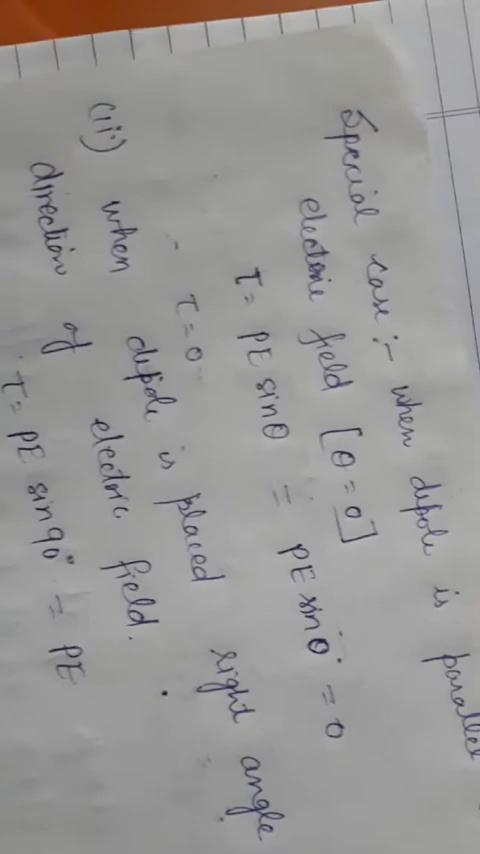 Special case :- when dipole is parallel
electric field [θ = 0]
τ = PE sinθ = PE sin0° = 0
τ = 0
(ii) when dipole is placed right angle
direction of electric field.
τ = PE sin90° = PE